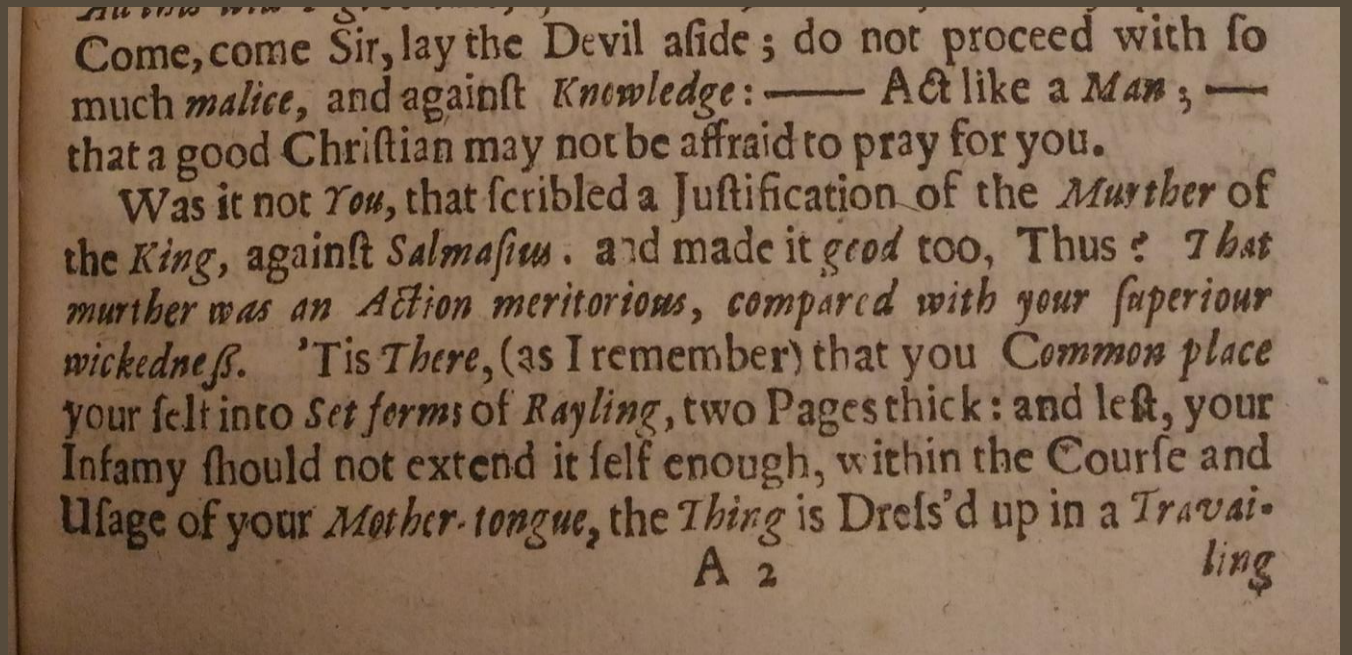 Come, come Sir, lay the Devil aſide; do not proceed with ſo
much malice, and againſt Knowledge: —— Act like a Man; —
that a good Chriſtian may not be affraid to pray for you.
Was it not You, that ſcribled a Juſtification of the Murther of
the King, againſt Salmaſius. and made it good too, Thus? That
murther was an Action meritorious, compared with your ſuperiour
wickedneſs. 'Tis There, (as I remember) that you Common place
your ſelf into Set forms of Rayling, two Pages thick: and leſt, your
Infamy ſhould not extend it ſelf enough, within the Courſe and
Uſage of your Mother-tongue, the Thing is Dreſs'd up in a Travai-
A 2
ling